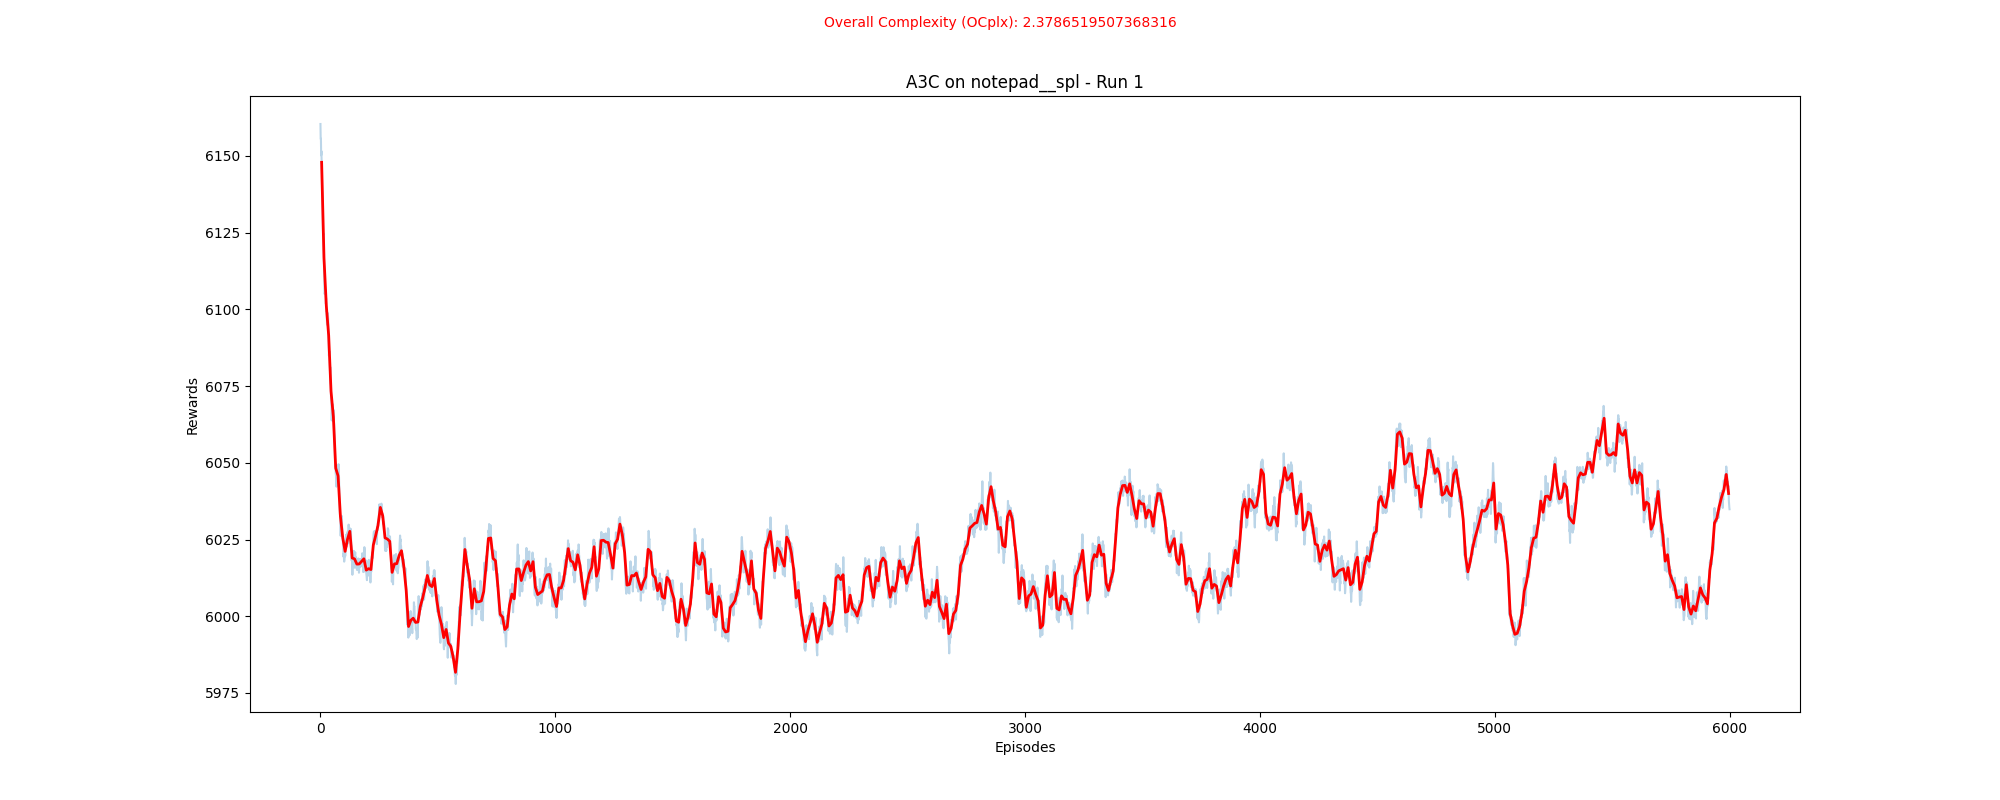 Overall Complexity (OCplx): 2.3786519507368316
A3C on notepad__spl - Run 1
Rewards
6150
6125
6100
6075
6050
6025
6000
5975
0 1000 2000 3000 4000 5000 6000
Episodes